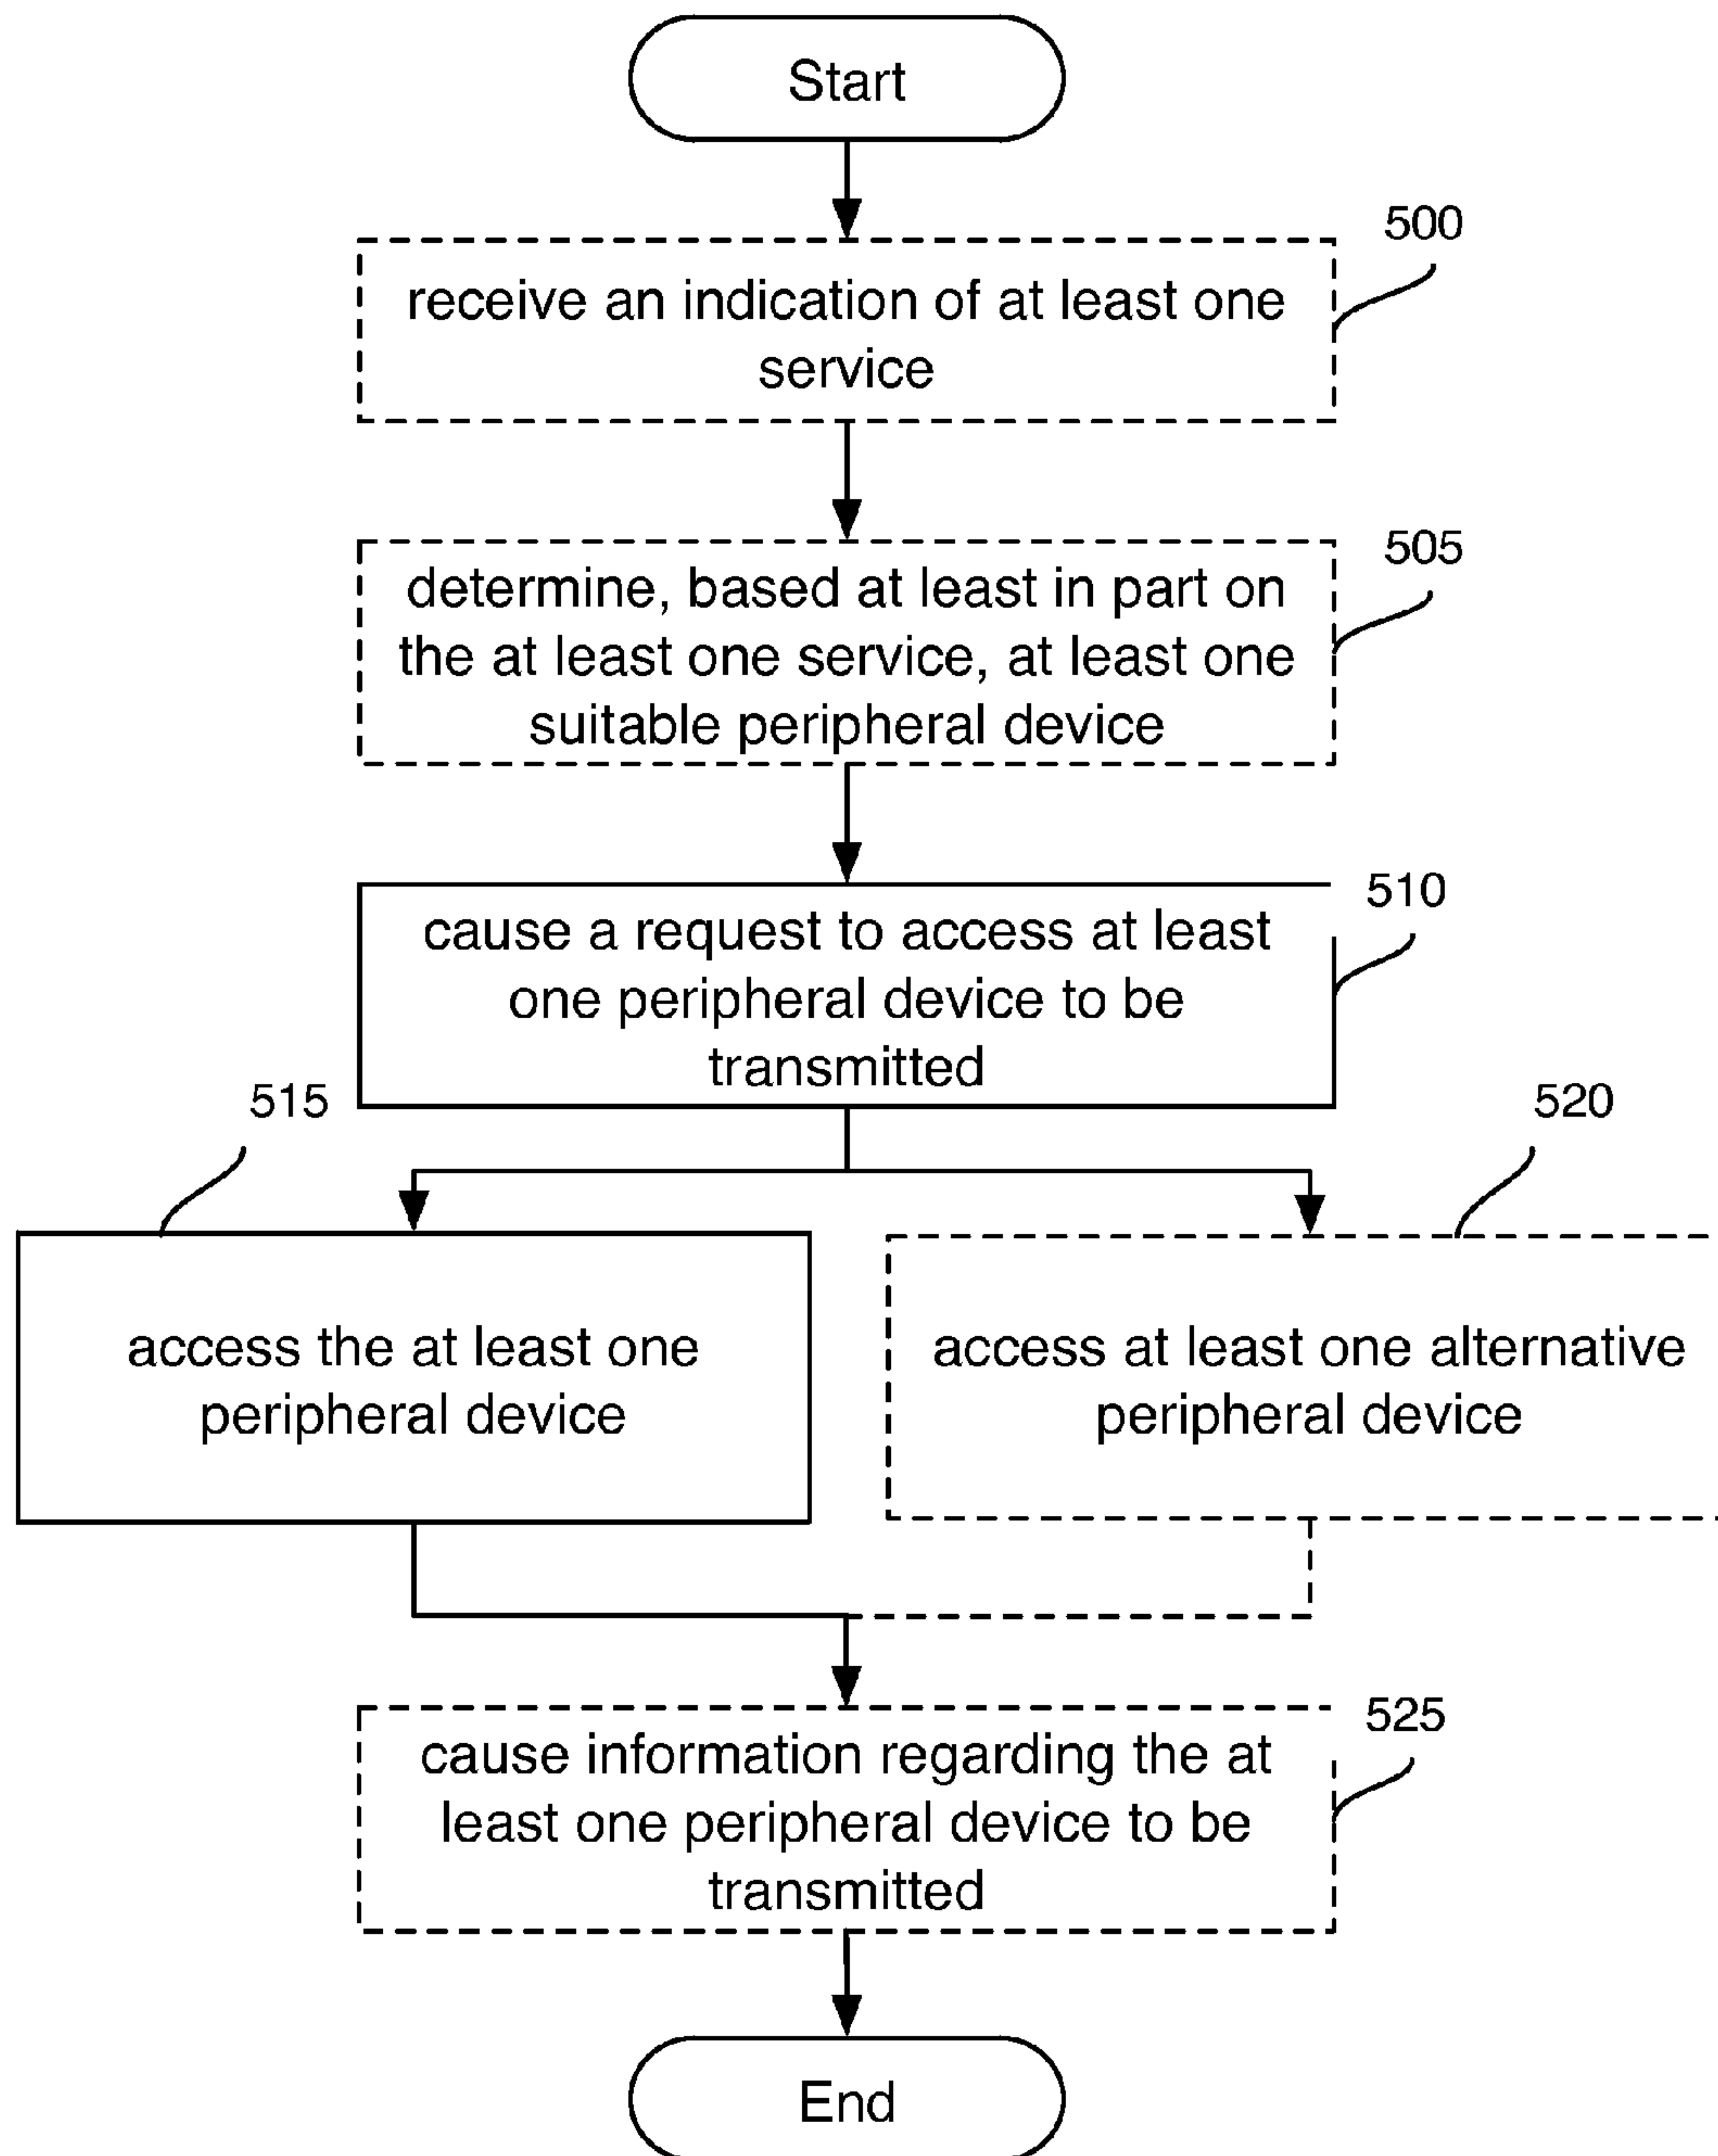 Start
500
receive an indication of at least one
service
505
determine, based at least in part on
the at least one service, at least one
suitable peripheral device
510
cause a request to access at least
one peripheral device to be
transmitted
515
520
access the at least one
peripheral device
access at least one alternative
peripheral device
525
cause information regarding the at
least one peripheral device to be
transmitted
End